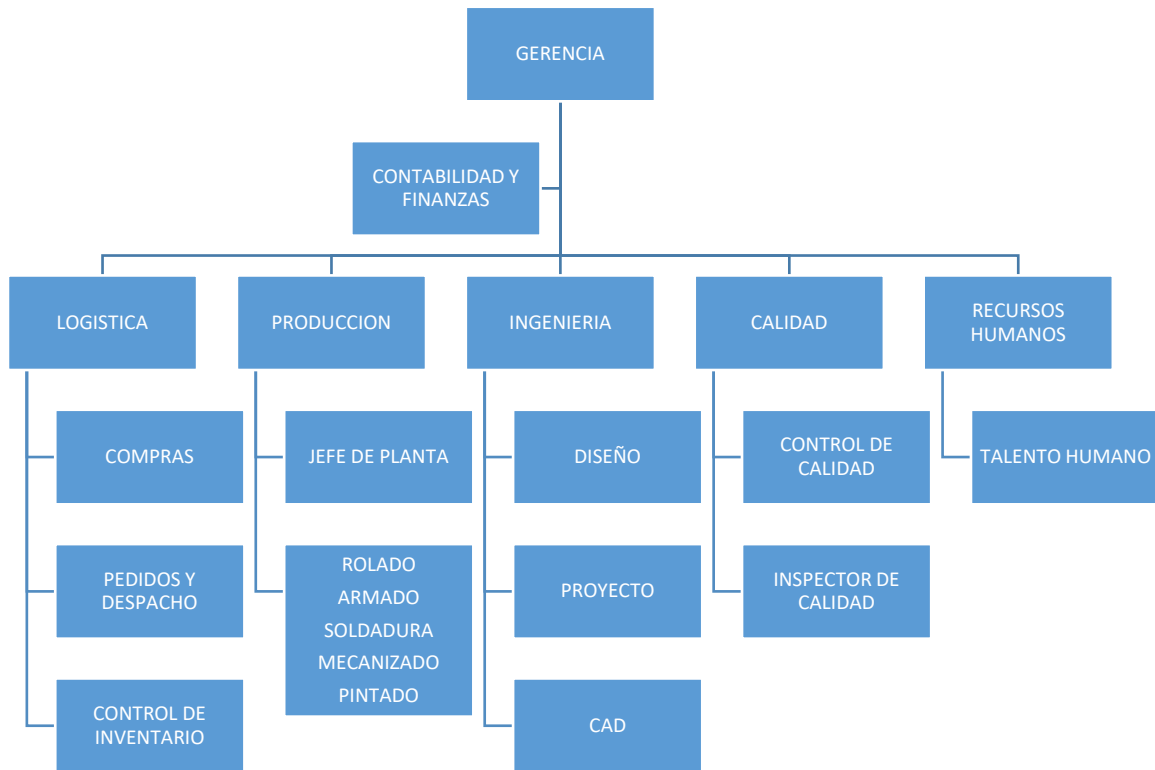 GERENCIA
CONTABILIDAD Y
FINANZAS
LOGISTICA
PRODUCCION
INGENIERIA
CALIDAD
RECURSOS
HUMANOS
COMPRAS
JEFE DE PLANTA
DISEÑO
CONTROL DE
CALIDAD
TALENTO HUMANO
PEDIDOS Y
DESPACHO
ROLADO
ARMADO
SOLDADURA
MECANIZADO
PINTADO
PROYECTO
INSPECTOR DE
CALIDAD
CONTROL DE
INVENTARIO
CAD